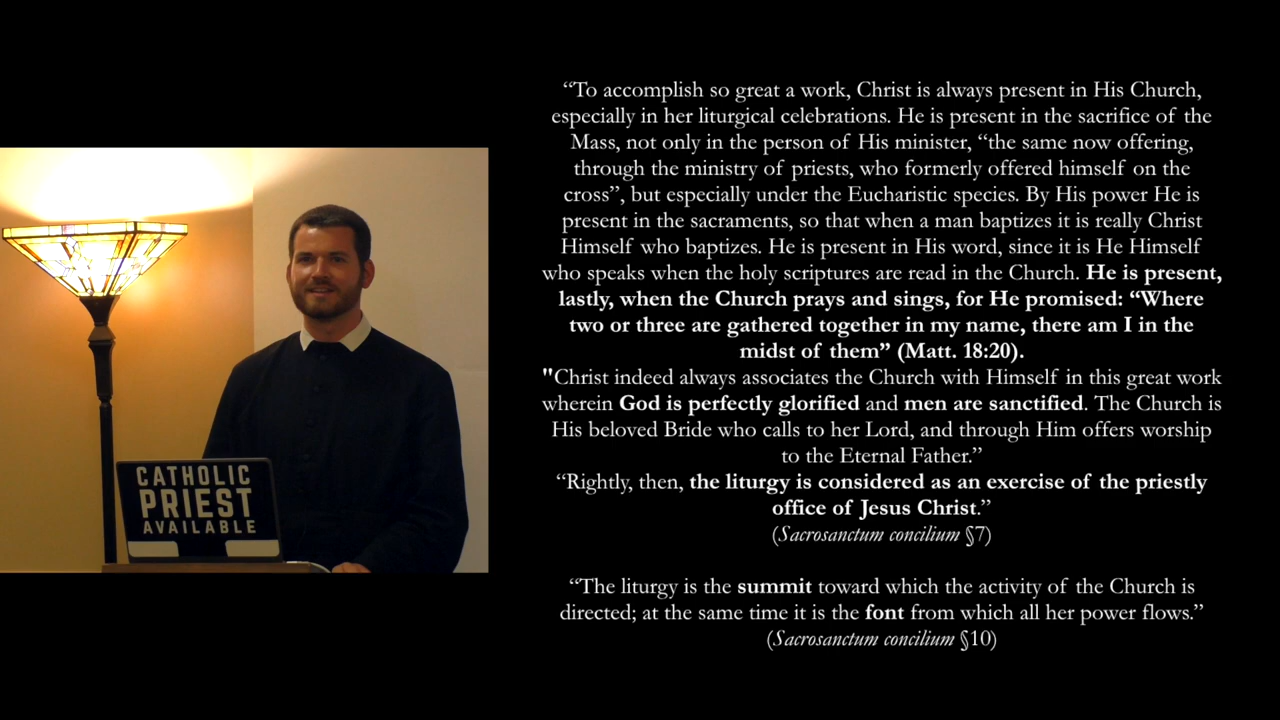 CATHOLIC
PRIEST
AVAILABLE
“To accomplish so great a work, Christ is always present in His Church,
especially in her liturgical celebrations. He is present in the sacrifice of the
Mass, not only in the person of His minister, “the same now offering,
through the ministry of priests, who formerly offered himself on the
cross”, but especially under the Eucharistic species. By His power He is
present in the sacraments, so that when a man baptizes it is really Christ
Himself who baptizes. He is present in His word, since it is He Himself
who speaks when the holy scriptures are read in the Church. He is present,
lastly, when the Church prays and sings, for He promised: “Where
two or three are gathered together in my name, there am I in the
midst of them” (Matt. 18:20).
"Christ indeed always associates the Church with Himself in this great work
wherein God is perfectly glorified and men are sanctified. The Church is
His beloved Bride who calls to her Lord, and through Him offers worship
to the Eternal Father.”
“Rightly, then, the liturgy is considered as an exercise of the priestly
office of Jesus Christ.”
(Sacrosanctum concilium §7)
“The liturgy is the summit toward which the activity of the Church is
directed; at the same time it is the font from which all her power flows.”
(Sacrosanctum concilium §10)